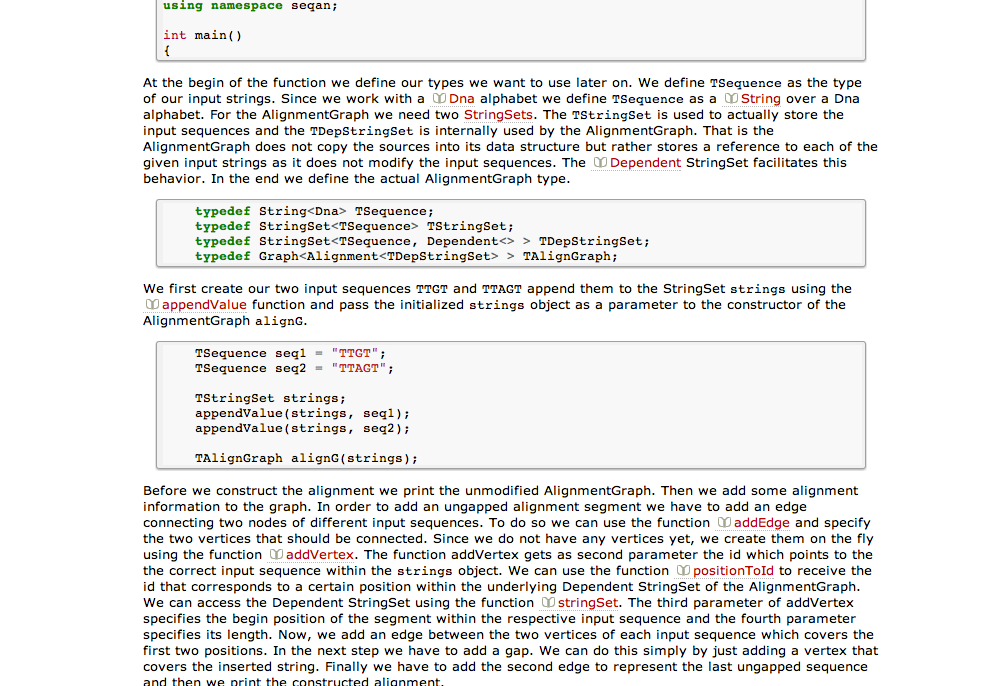 using namespace seqan;
int main()
{
At the begin of the function we define our types we want to use later on. We define TSequence as the type
of our input strings. Since we work with a Dna alphabet we define TSequence as a String over a Dna
alphabet. For the AlignmentGraph we need two StringSets. The TStringSet is used to actually store the
input sequences and the TDepStringSet is internally used by the AlignmentGraph. That is the
AlignmentGraph does not copy the sources into its data structure but rather stores a reference to each of the
given input strings as it does not modify the input sequences. The Dependent StringSet facilitates this
behavior. In the end we define the actual AlignmentGraph type.
typedef String<Dna> TSequence;
typedef StringSet<TSequence> TStringSet;
typedef StringSet<TSequence, Dependent<> > TDepStringSet;
typedef Graph<Alignment<TDepStringSet> > TAlignGraph;
We first create our two input sequences TTGT and TTAGT append them to the StringSet strings using the
appendValue function and pass the initialized strings object as a parameter to the constructor of the
AlignmentGraph alignG.
TSequence seq1 = "TTGT";
TSequence seq2 = "TTAGT";
TStringSet strings;
appendValue(strings, seq1);
appendValue(strings, seq2);
TAlignGraph alignG(strings);
Before we construct the alignment we print the unmodified AlignmentGraph. Then we add some alignment
information to the graph. In order to add an ungapped alignment segment we have to add an edge
connecting two nodes of different input sequences. To do so we can use the function addEdge and specify
the two vertices that should be connected. Since we do not have any vertices yet, we create them on the fly
using the function addVertex. The function addVertex gets as second parameter the id which points to the
the correct input sequence within the strings object. We can use the function positionToId to receive the
id that corresponds to a certain position within the underlying Dependent StringSet of the AlignmentGraph.
We can access the Dependent StringSet using the function stringSet. The third parameter of addVertex
specifies the begin position of the segment within the respective input sequence and the fourth parameter
specifies its length. Now, we add an edge between the two vertices of each input sequence which covers the
first two positions. In the next step we have to add a gap. We can do this simply by just adding a vertex that
covers the inserted string. Finally we have to add the second edge to represent the last ungapped sequence
and then we print the constructed alignment.